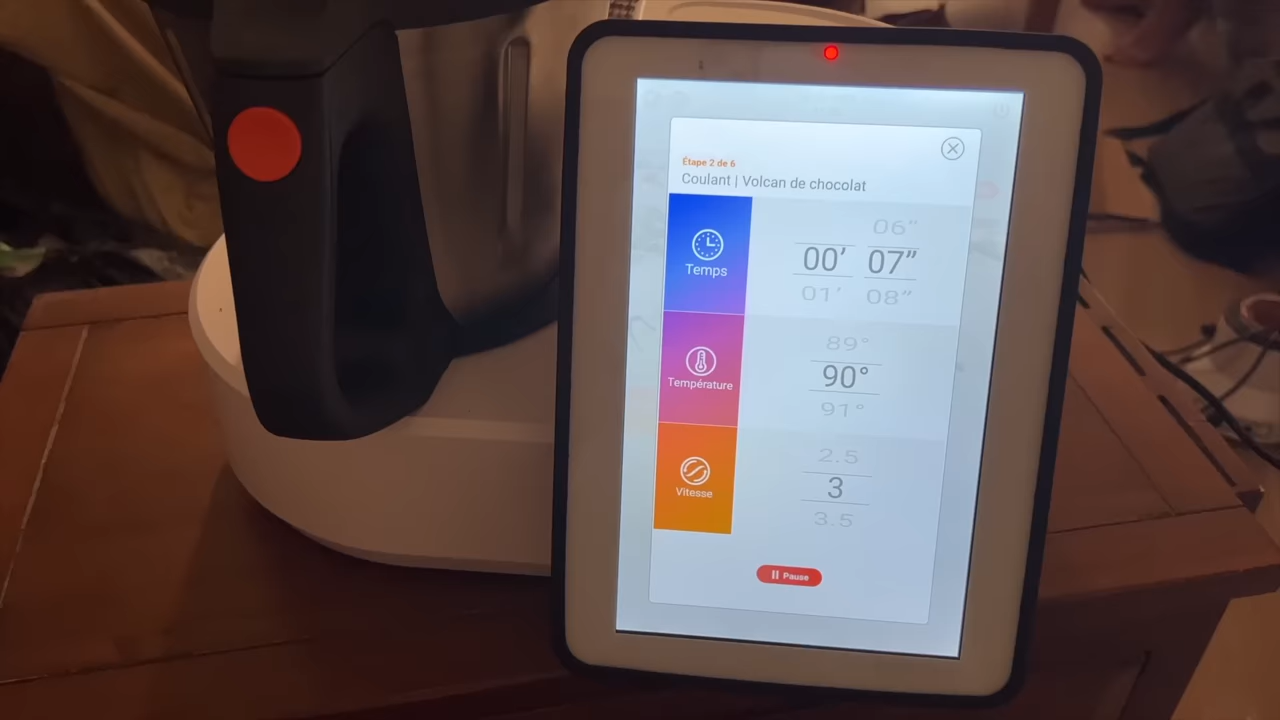 Étape 2 de 6
Coulant | Volcan de chocolat
06"
Temps
00' 07"
01' 08"
89°
Température
90°
91°
2.5
Vitesse
3
3.5
Pause